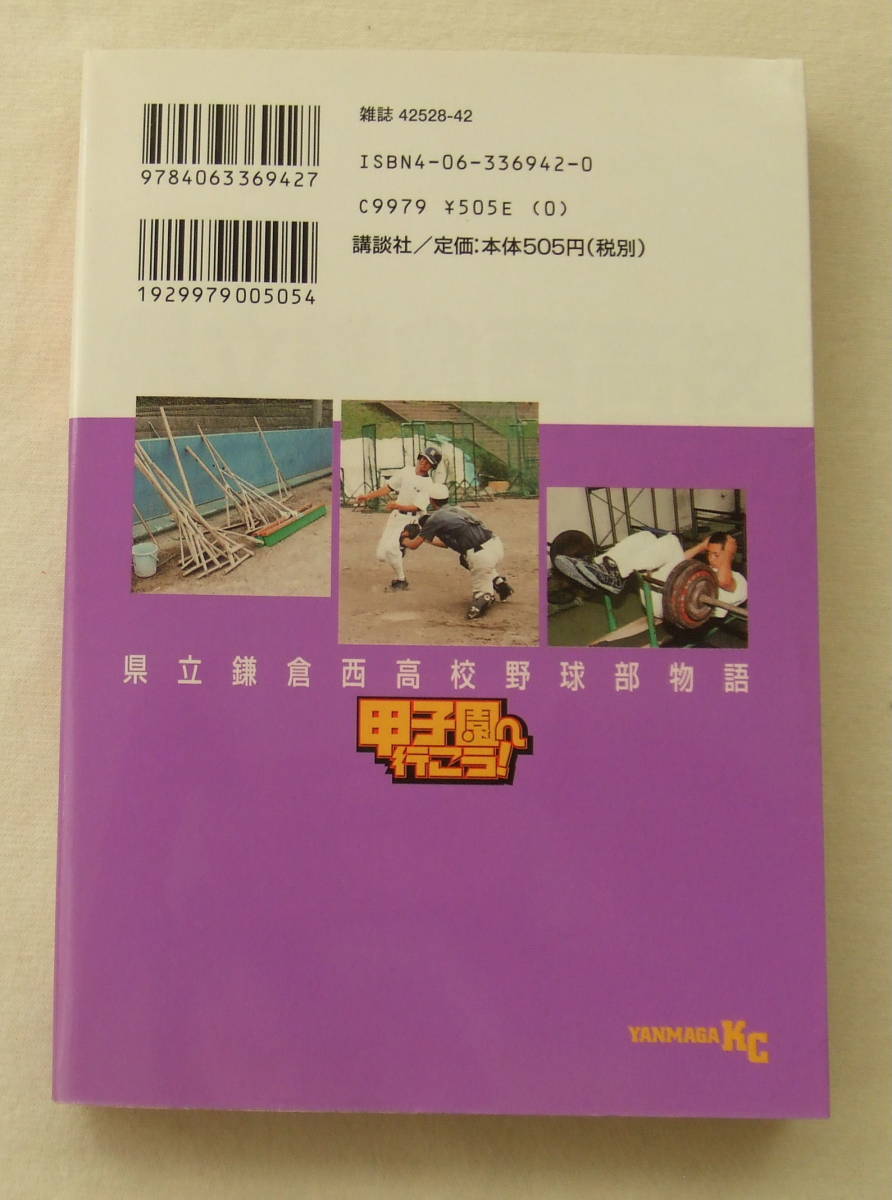 雑誌 42528-42
9784063369427
ISBN4-06-336942-0
C9979 ¥505E (0)
1929979005054
講談社／定価:本体505円(税別)
県立鎌倉西高校野球部物語
甲子園へ
行こう!
YANMAGA KC